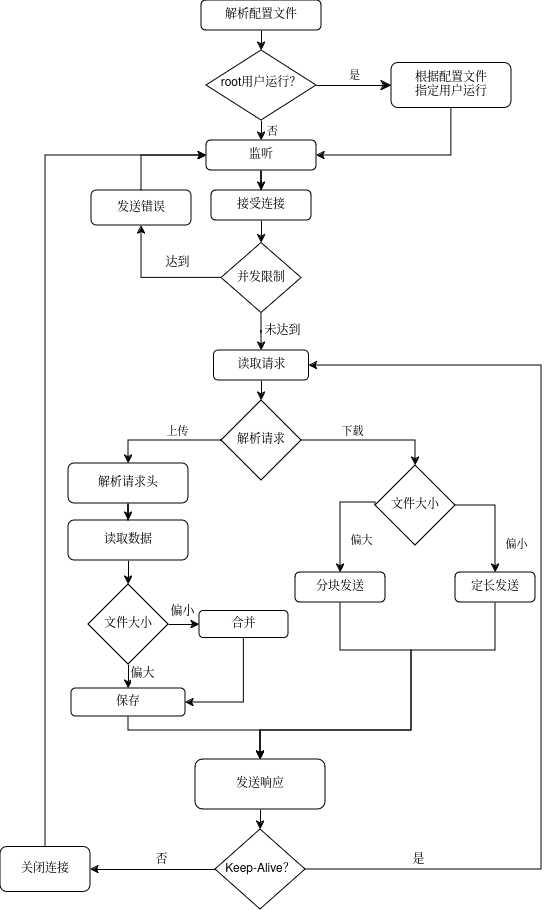 解析配置文件
root用户运行？
是
根据配置文件
指定用户运行
否
监听
发送错误
接受连接
达到
并发限制
未达到
读取请求
上传
解析请求
下载
解析请求头
文件大小
读取数据
偏大
偏小
分块发送
定长发送
文件大小
偏小
合并
偏大
保存
发送响应
关闭连接
否
Keep-Alive？
是